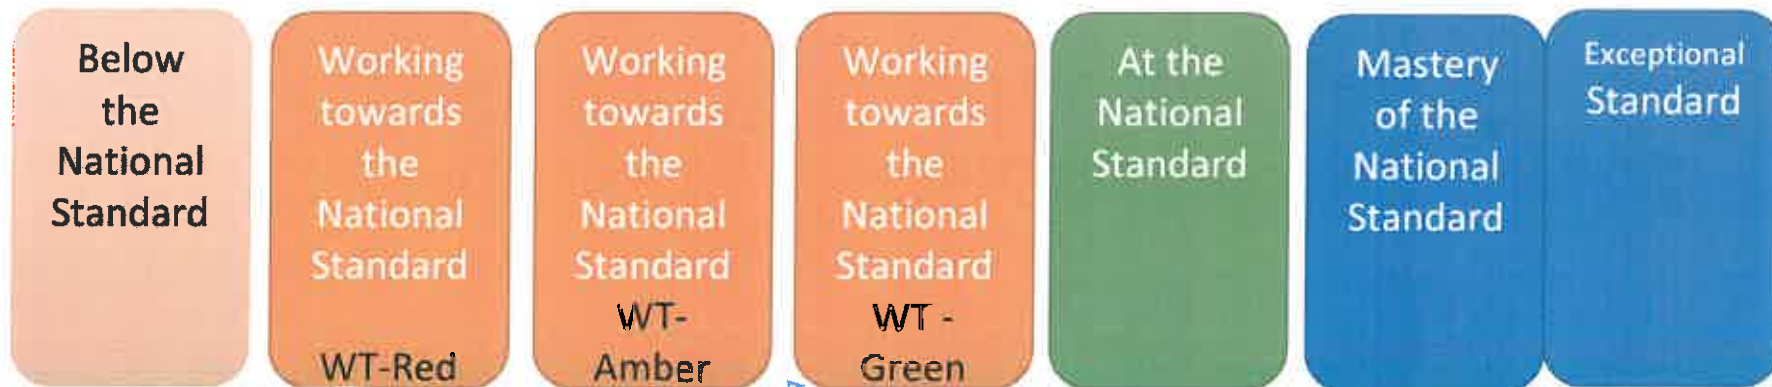 Below
the
National
Standard
Working
towards
the
National
Standard
WT-Red
Working
towards
the
National
Standard
WT-
Amber
Working
towards
the
National
Standard
WT -
Green
At the
National
Standard
Mastery
of the
National
Standard
Exceptional
Standard